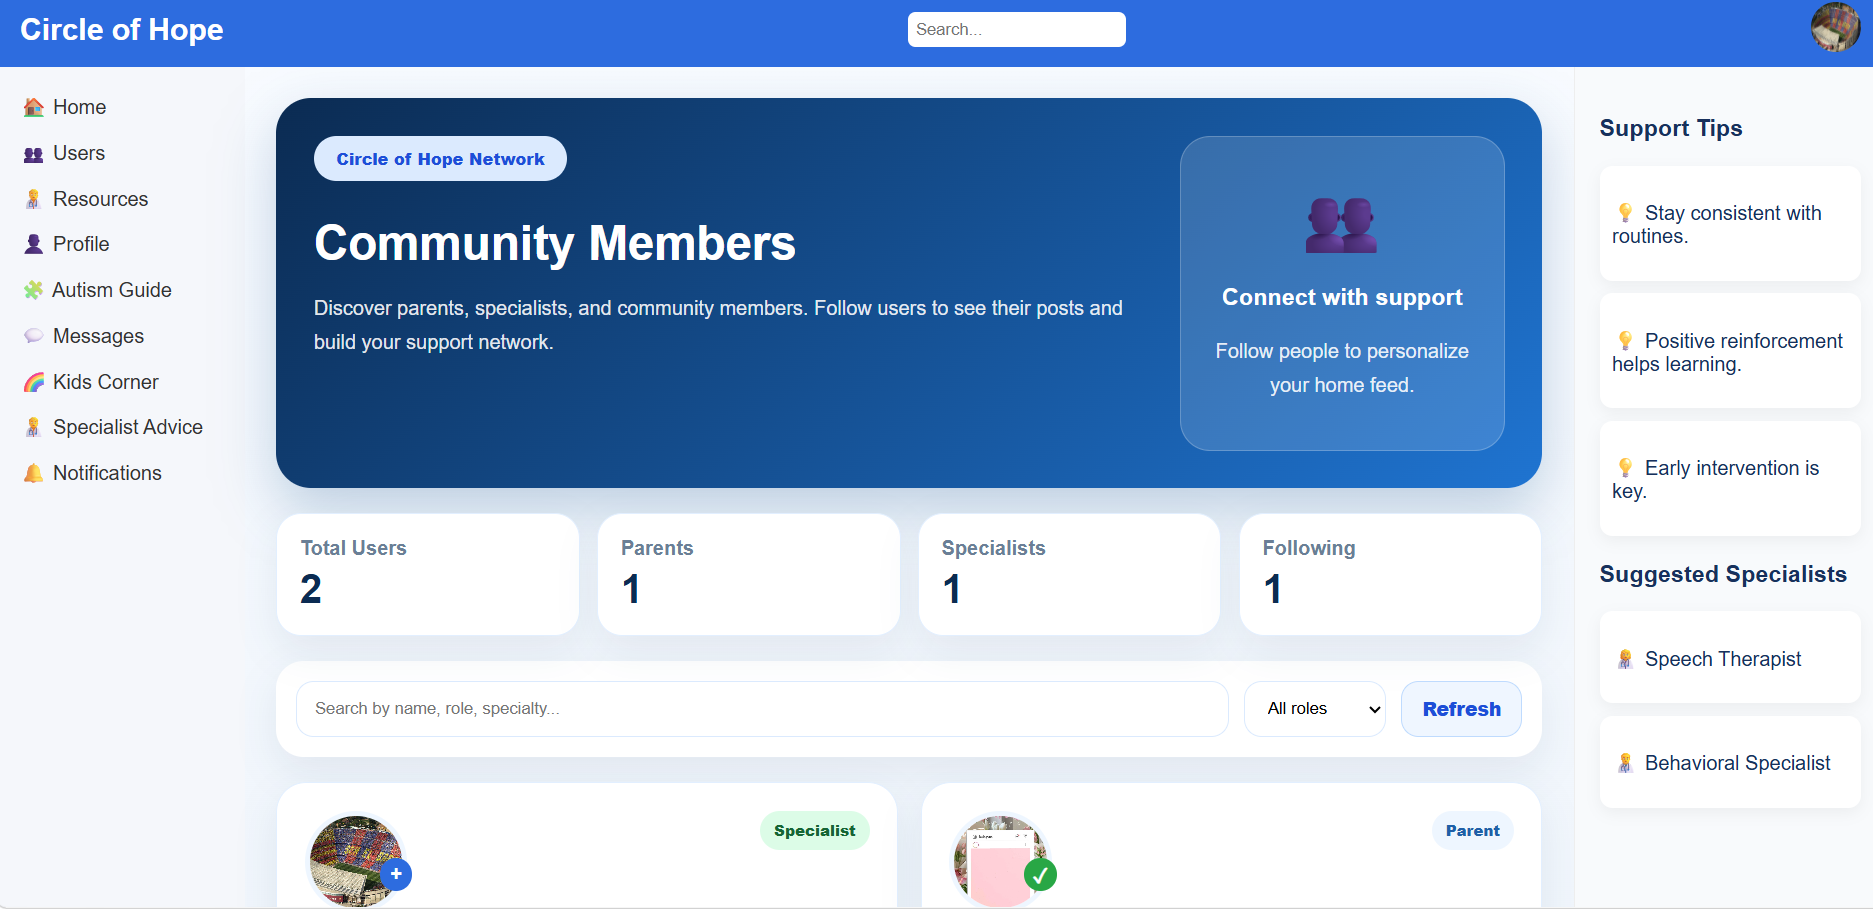 Circle of Hope
Search...
Home
Users
Resources
Profile
Autism Guide
Messages
Kids Corner
Specialist Advice
Notifications
Circle of Hope Network
Community Members
Discover parents, specialists, and community members. Follow users to see their posts and
build your support network.
Connect with support
Follow people to personalize
your home feed.
Total Users
2
Parents
1
Specialists
1
Following
1
Search by name, role, specialty...
All roles
Refresh
Specialist
Parent
Support Tips
Stay consistent with
routines.
Positive reinforcement
helps learning.
Early intervention is
key.
Suggested Specialists
Speech Therapist
Behavioral Specialist